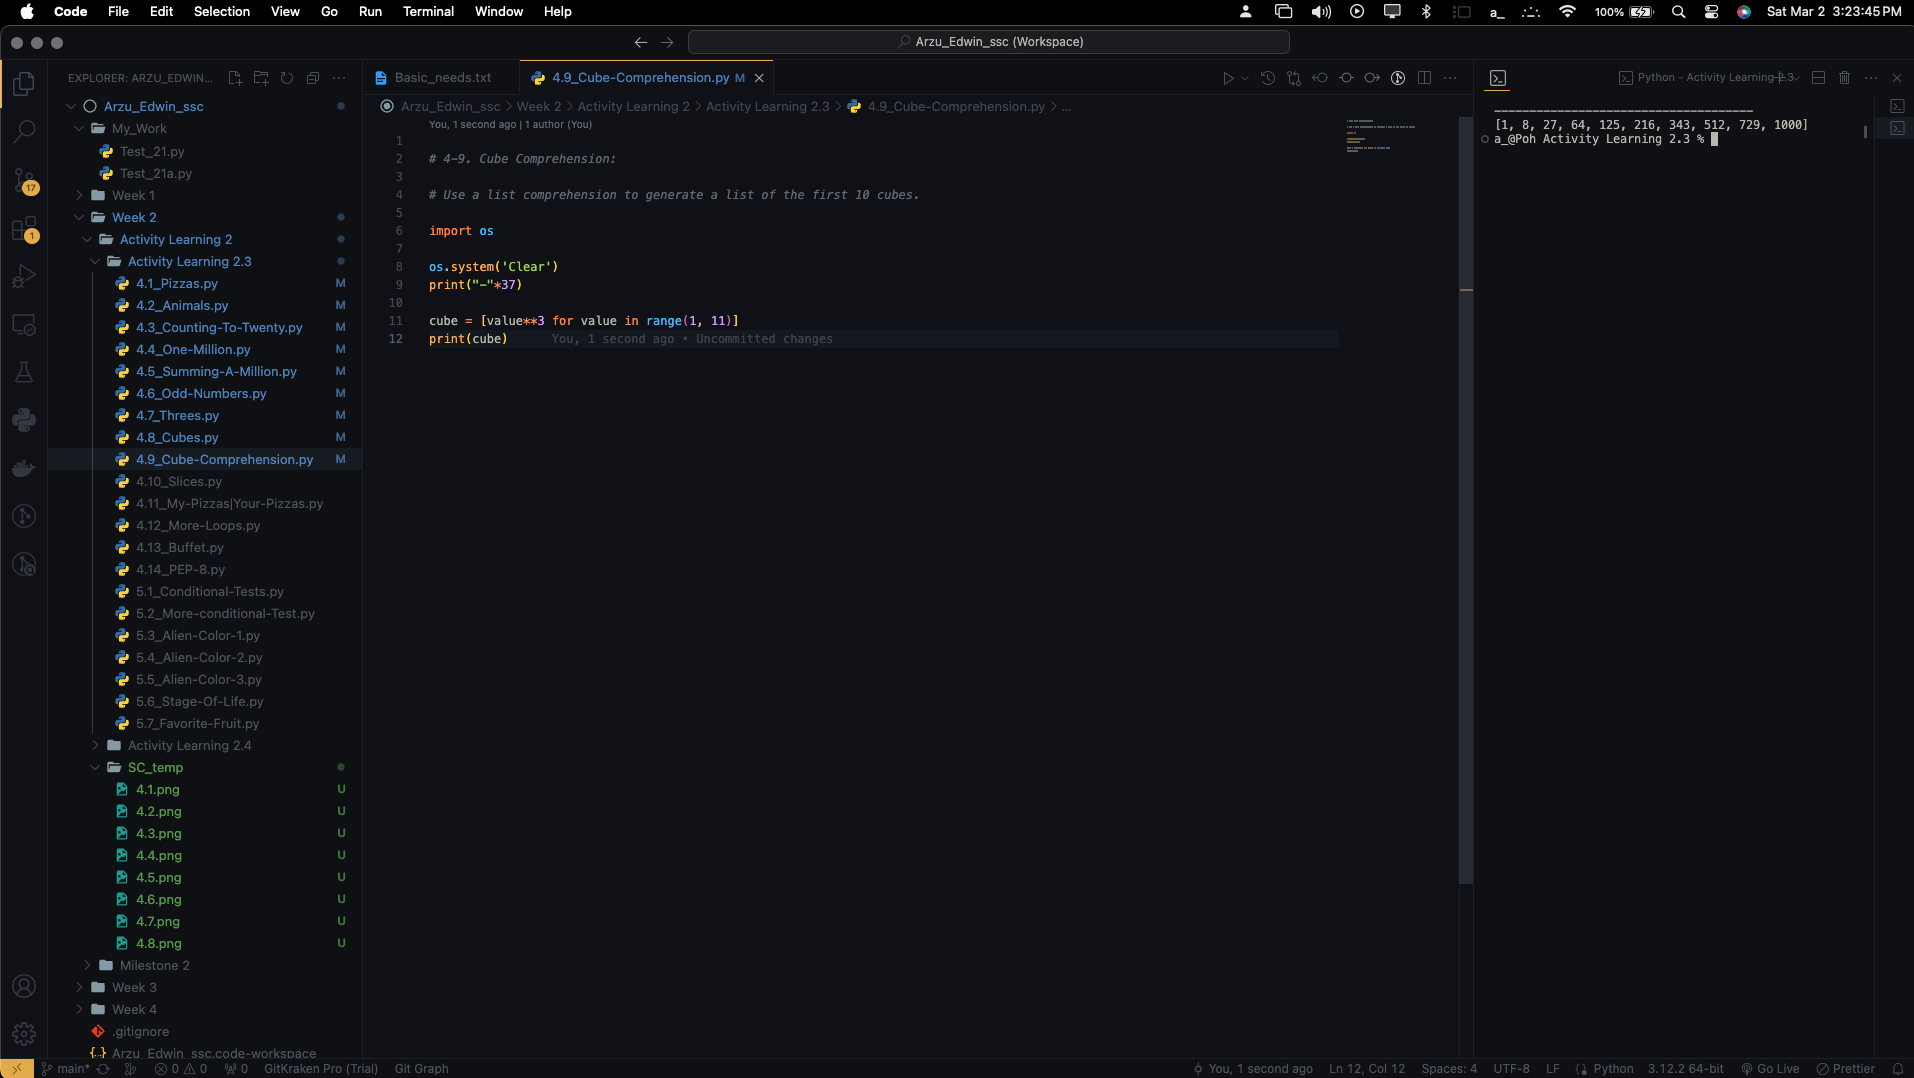 Code File Edit Selection View Go Run Terminal Window Help
a_ 100% Sat Mar 2 3:23:45 PM
Arzu_Edwin_ssc (Workspace)
EXPLORER: ARZU_EDWIN...
Arzu_Edwin_ssc
My_Work
Test_21.py
Test_21a.py
Week 1
Week 2
Activity Learning 2
Activity Learning 2.3
4.1_Pizzas.py M
4.2_Animals.py M
4.3_Counting-To-Twenty.py M
4.4_One-Million.py M
4.5_Summing-A-Million.py M
4.6_Odd-Numbers.py M
4.7_Threes.py M
4.8_Cubes.py M
4.9_Cube-Comprehension.py M
4.10_Slices.py
4.11_My-Pizzas|Your-Pizzas.py
4.12_More-Loops.py
4.13_Buffet.py
4.14_PEP-8.py
5.1_Conditional-Tests.py
5.2_More-conditional-Test.py
5.3_Alien-Color-1.py
5.4_Alien-Color-2.py
5.5_Alien-Color-3.py
5.6_Stage-Of-Life.py
5.7_Favorite-Fruit.py
Activity Learning 2.4
SC_temp
4.1.png U
4.2.png U
4.3.png U
4.4.png U
4.5.png U
4.6.png U
4.7.png U
4.8.png U
Milestone 2
Week 3
Week 4
.gitignore
Arzu_Edwin_ssc.code-workspace
17
1
Basic_needs.txt
4.9_Cube-Comprehension.py M
Arzu_Edwin_ssc > Week 2 > Activity Learning 2 > Activity Learning 2.3 > 4.9_Cube-Comprehension.py > ...
You, 1 second ago | 1 author (You)
1
2 # 4-9. Cube Comprehension:
3
4 # Use a list comprehension to generate a list of the first 10 cubes.
5
6 import os
7
8 os.system('Clear')
9 print("-"*37)
10
11 cube = [value**3 for value in range(1, 11)]
12 print(cube) You, 1 second ago • Uncommitted changes
Python - Activity Learning 2.3
-------------------------------------
[1, 8, 27, 64, 125, 216, 343, 512, 729, 1000]
a_@Poh Activity Learning 2.3 %
main* 0 0 0 GitKraken Pro (Trial) Git Graph
You, 1 second ago Ln 12, Col 12 Spaces: 4 UTF-8 LF Python 3.12.2 64-bit Go Live Prettier